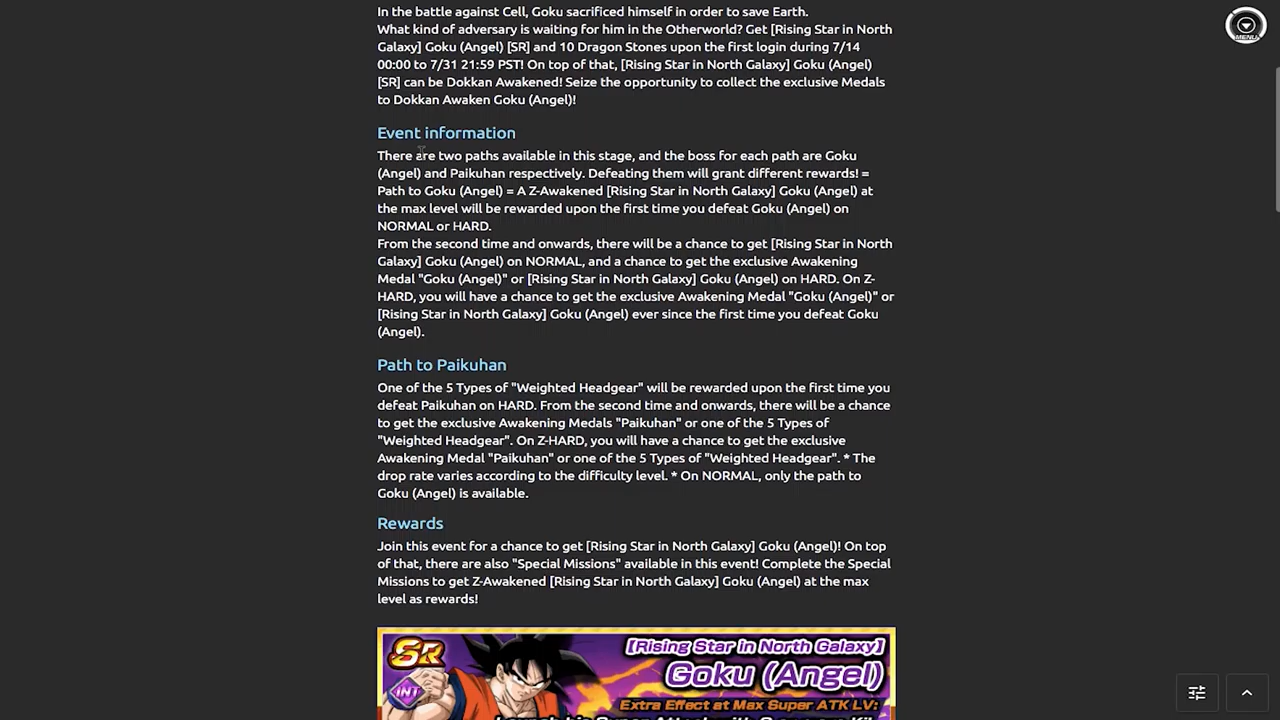 In the battle against Cell, Goku sacrificed himself in order to save Earth.
What kind of adversary is waiting for him in the Otherworld? Get [Rising Star in North
Galaxy] Goku (Angel) [SR] and 10 Dragon Stones upon the first login during 7/14
00:00 to 7/31 21:59 PST! On top of that, [Rising Star in North Galaxy] Goku (Angel)
[SR] can be Dokkan Awakened! Seize the opportunity to collect the exclusive Medals
to Dokkan Awaken Goku (Angel)!
MENU
Event information
There are two paths available in this stage, and the boss for each path are Goku
(Angel) and Paikuhan respectively. Defeating them will grant different rewards! =
Path to Goku (Angel) = A Z-Awakened [Rising Star in North Galaxy] Goku (Angel) at
the max level will be rewarded upon the first time you defeat Goku (Angel) on
NORMAL or HARD.
From the second time and onwards, there will be a chance to get [Rising Star in North
Galaxy] Goku (Angel) on NORMAL, and a chance to get the exclusive Awakening
Medal "Goku (Angel)" or [Rising Star in North Galaxy] Goku (Angel) on HARD. On Z-
HARD, you will have a chance to get the exclusive Awakening Medal "Goku (Angel)" or
[Rising Star in North Galaxy] Goku (Angel) ever since the first time you defeat Goku
(Angel).
Path to Paikuhan
One of the 5 Types of "Weighted Headgear" will be rewarded upon the first time you
defeat Paikuhan on HARD. From the second time and onwards, there will be a chance
to get the exclusive Awakening Medals "Paikuhan" or one of the 5 Types of
"Weighted Headgear". On Z-HARD, you will have a chance to get the exclusive
Awakening Medal "Paikuhan" or one of the 5 Types of "Weighted Headgear". * The
drop rate varies according to the difficulty level. * On NORMAL, only the path to
Goku (Angel) is available.
Rewards
Join this event for a chance to get [Rising Star in North Galaxy] Goku (Angel)! On top
of that, there are also "Special Missions" available in this event! Complete the Special
Missions to get Z-Awakened [Rising Star in North Galaxy] Goku (Angel) at the max
level as rewards!
SR
INT
[Rising Star in North Galaxy]
Goku (Angel)
Extra Effect at Max Super ATK LV: